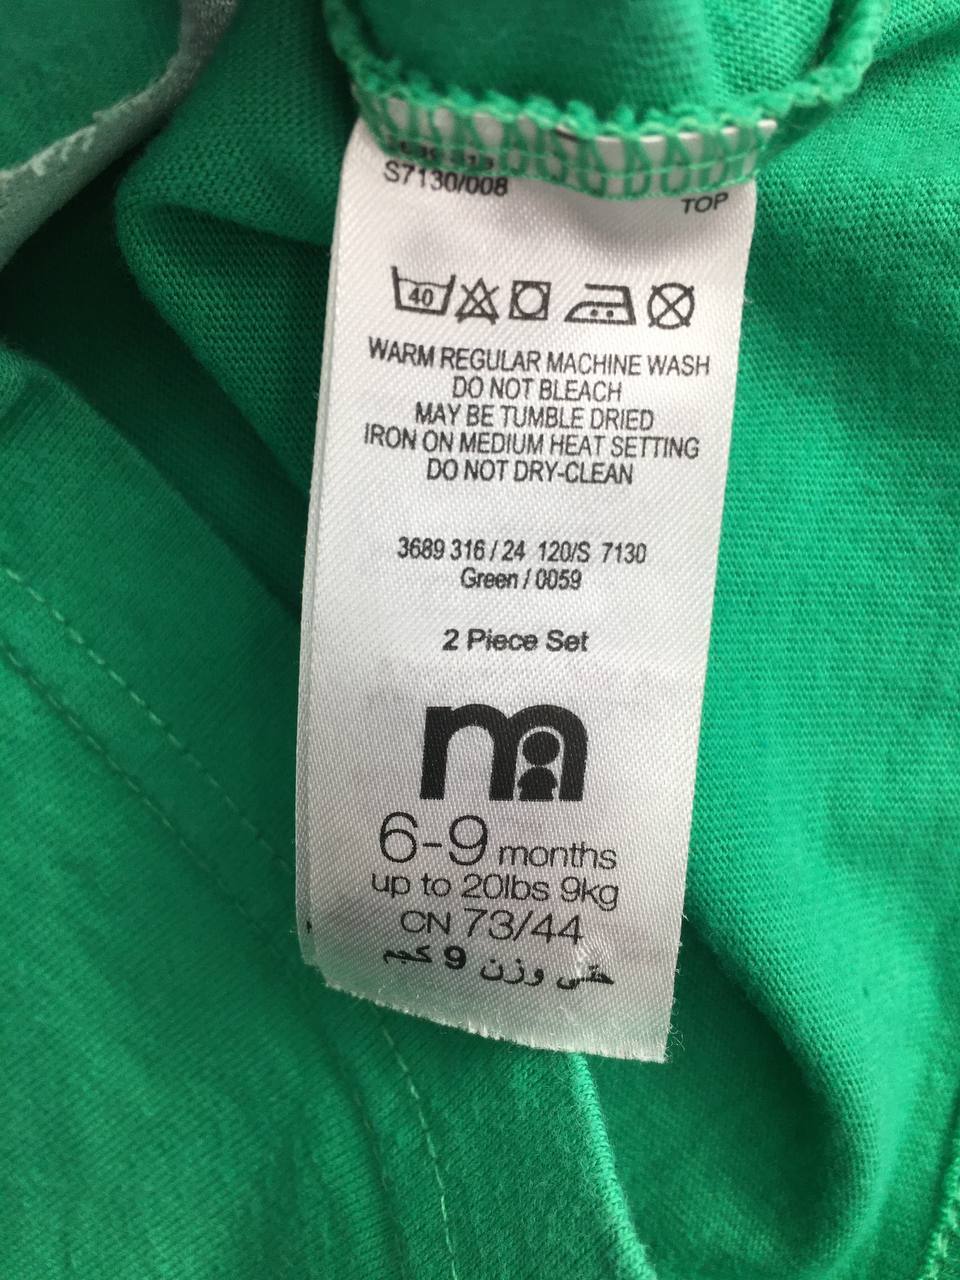 S7130/008
TOP
40
WARM REGULAR MACHINE WASH
DO NOT BLEACH
MAY BE TUMBLE DRIED
IRON ON MEDIUM HEAT SETTING
DO NOT DRY-CLEAN
3689 316 / 24 120/S 7130
Green / 0059
2 Piece Set
m
6-9 months
up to 20lbs 9kg
CN 73/44
حتى وزن 9 كجم